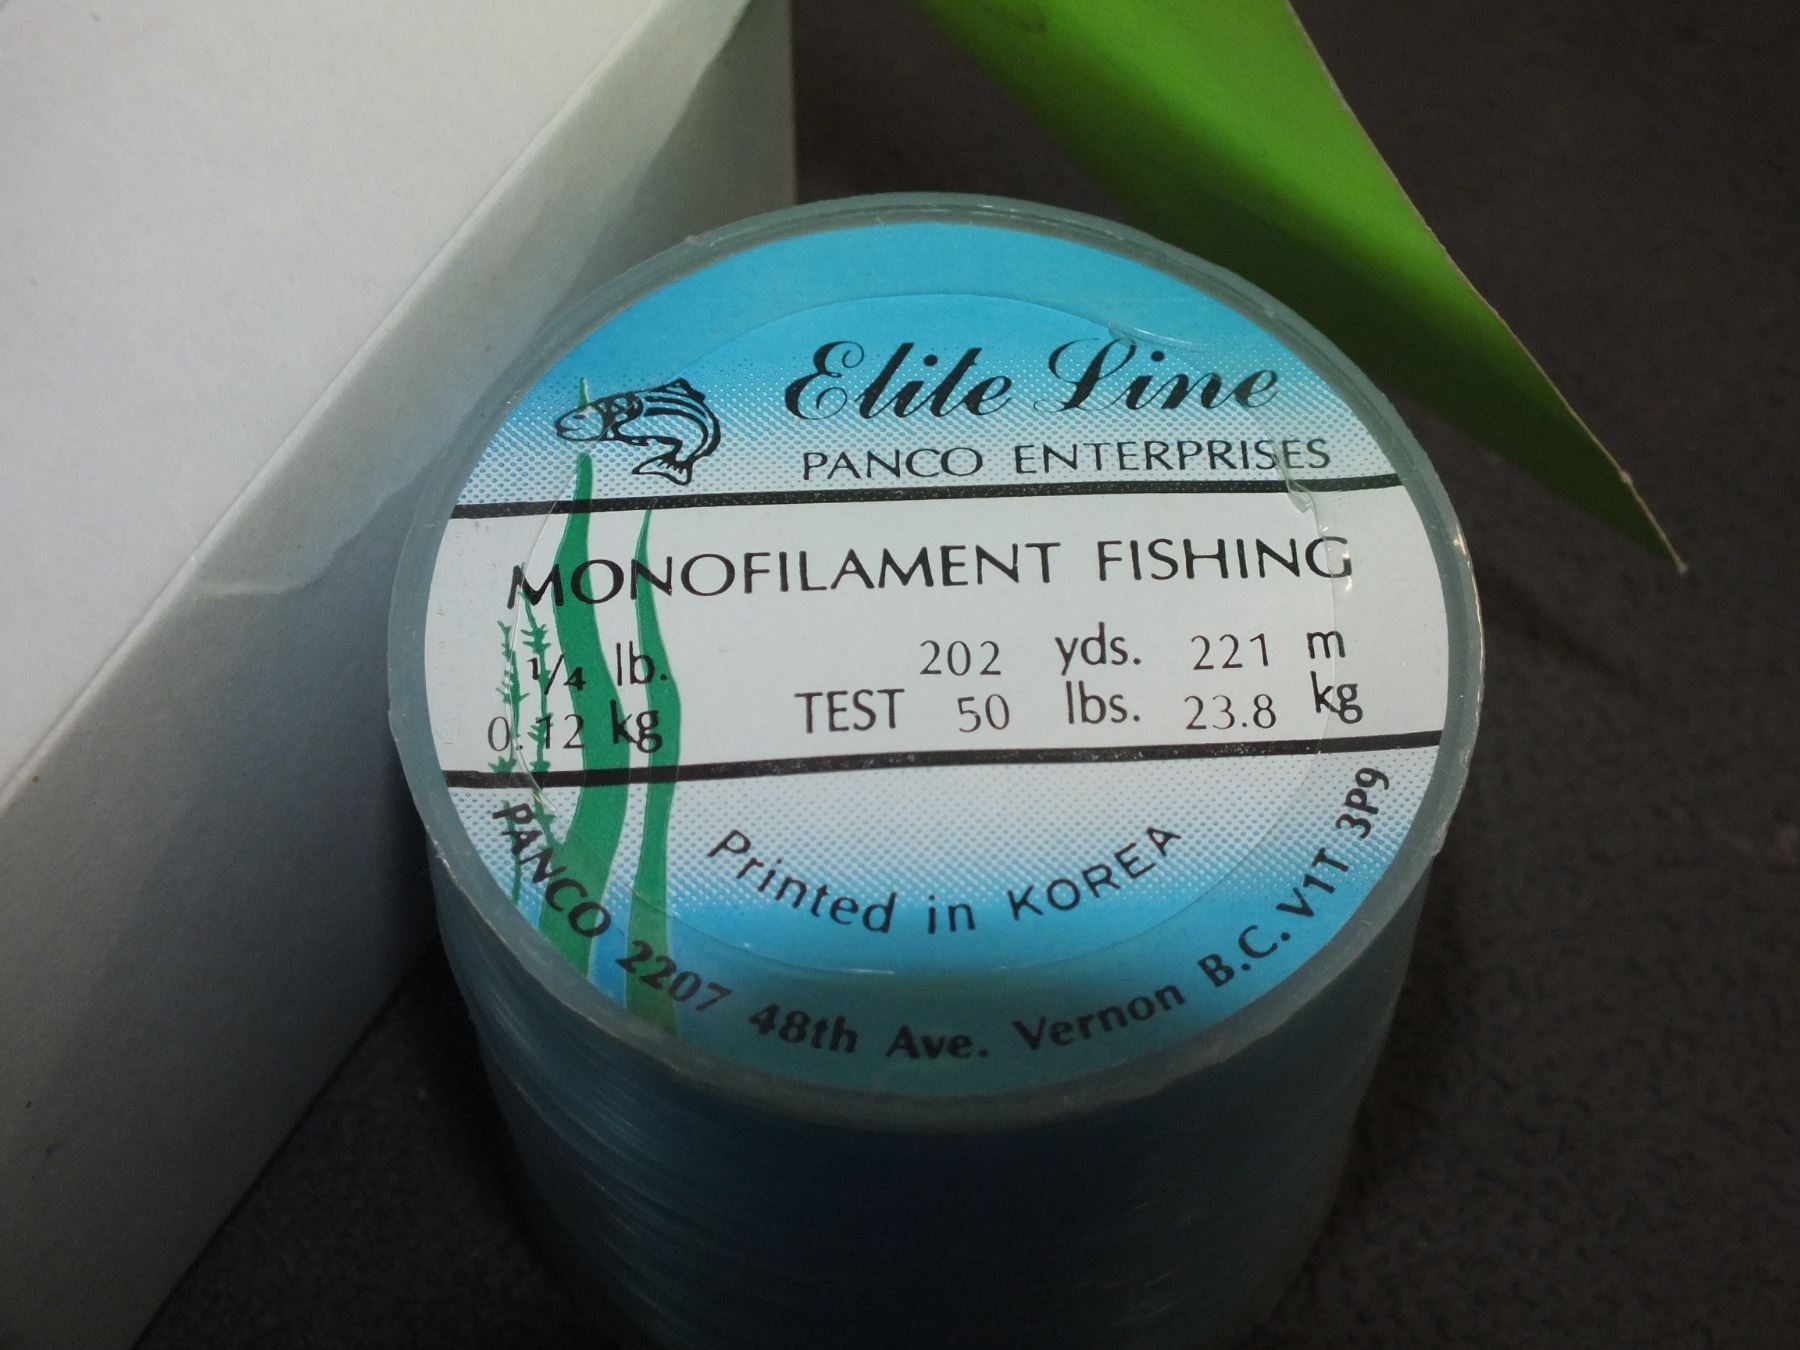 Elite Line
PANCO ENTERPRISES
MONOFILAMENT FISHING
1/4 lb. 202 yds. 221 m
0.12 kg TEST 50 lbs. 23.8 kg
Printed in KOREA
PANCO 2207 48th Ave. Vernon B.C. V1T 3P9